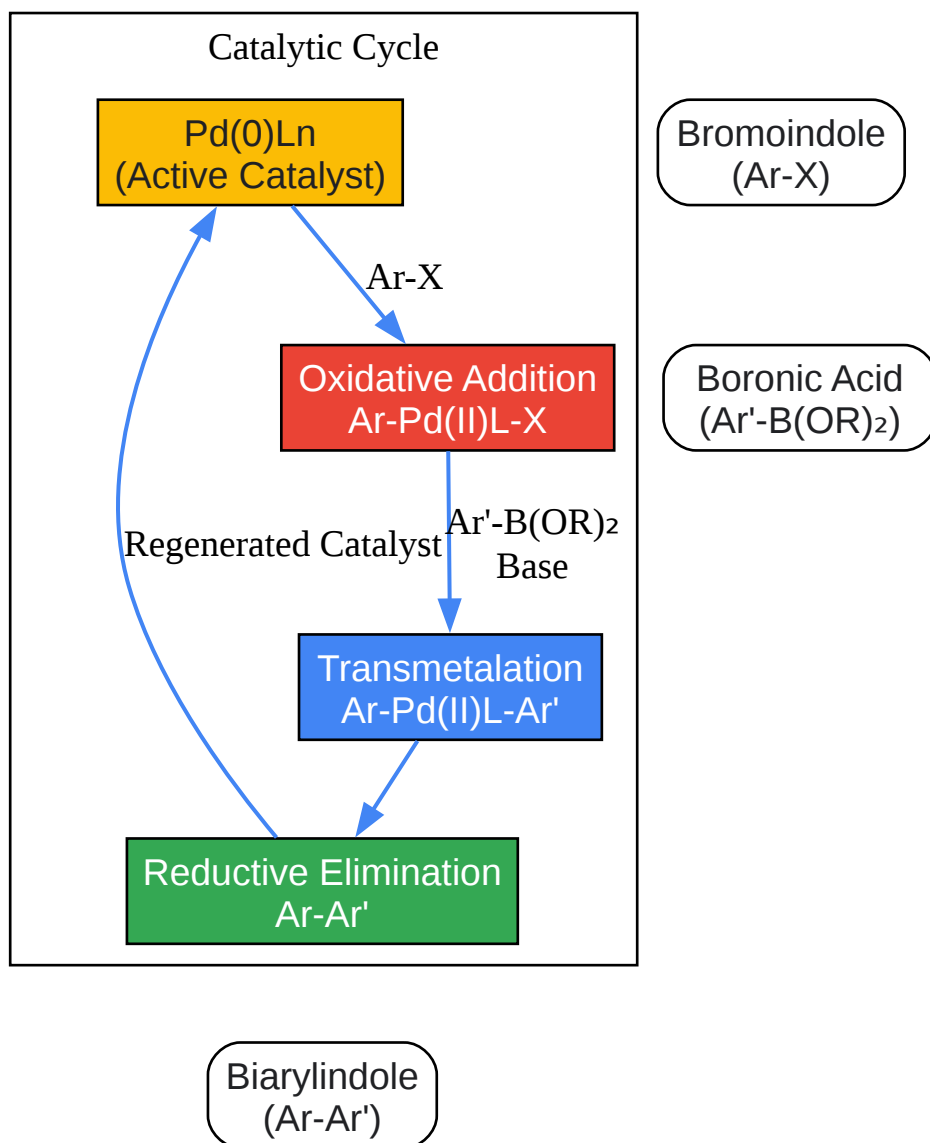 Catalytic Cycle
Pd(0)Ln
(Active Catalyst)
Bromoindole
(Ar-X)
Ar-X
Oxidative Addition
Ar-Pd(II)L-X
Boronic Acid
(Ar'-B(OR)₂)
Regenerated Catalyst
Ar'-B(OR)₂
Base
Transmetalation
Ar-Pd(II)L-Ar'
Reductive Elimination
Ar-Ar'
Biarylindole
(Ar-Ar')